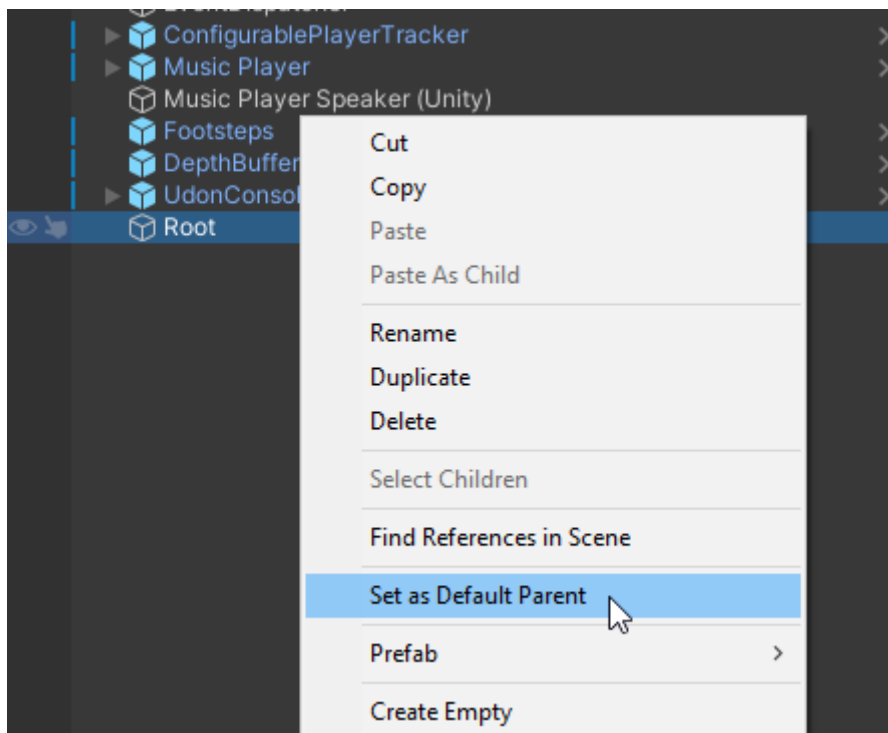 ConfigurablePlayerTracker
Music Player
Music Player Speaker (Unity)
Footsteps
DepthBuffer
UdonConsol
Root
Cut
Copy
Paste
Paste As Child
Rename
Duplicate
Delete
Select Children
Find References in Scene
Set as Default Parent
Prefab
Create Empty